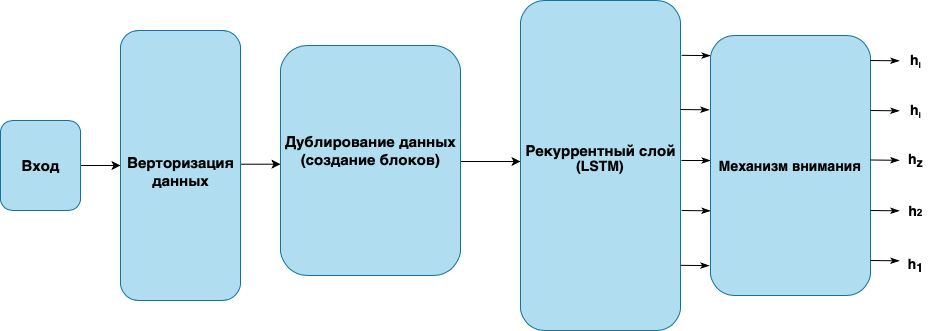 Вход
Верторизация
данных
Дублирование данных
(создание блоков)
Рекуррентный слой
(LSTM)
Механизм внимания
hᵢ
hᵢ
hz
h2
h1